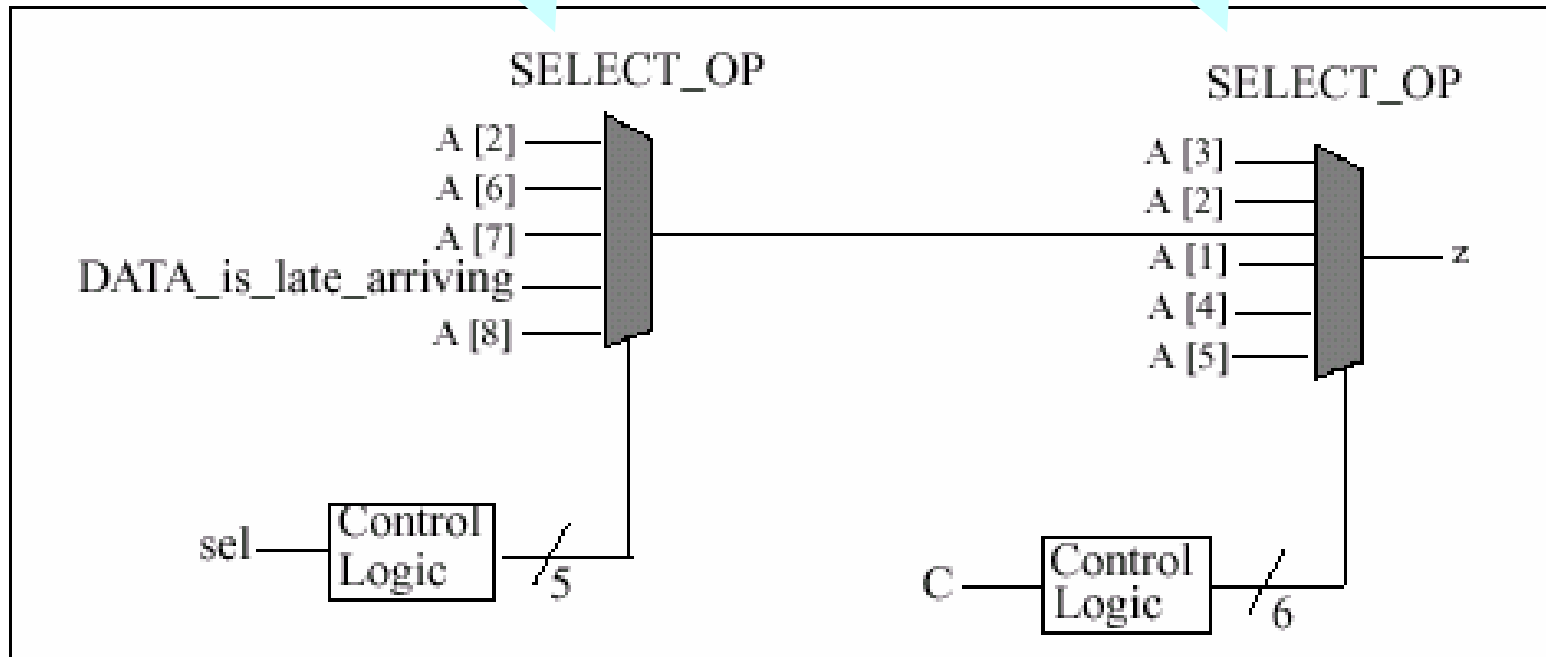 SELECT_OP
A [2]
A [6]
A [7]
DATA_is_late_arriving
A [8]
sel
Control
Logic
5
SELECT_OP
A [3]
A [2]
A [1]
A [4]
A [5]
z
C
Control
Logic
6